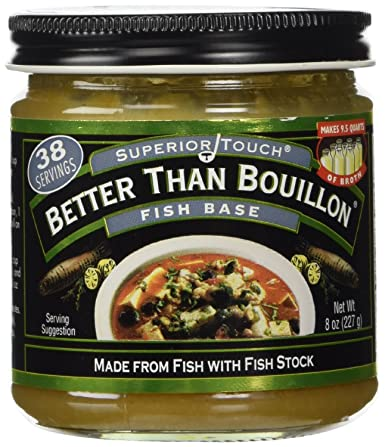 38
SERVINGS
SUPERIOR TOUCH®
MAKES 9.5 QUARTS
OF BROTH
BETTER THAN BOUILLON®
FISH BASE
Serving
Suggestion
Net Wt
8 oz (227 g)
MADE FROM FISH WITH FISH STOCK